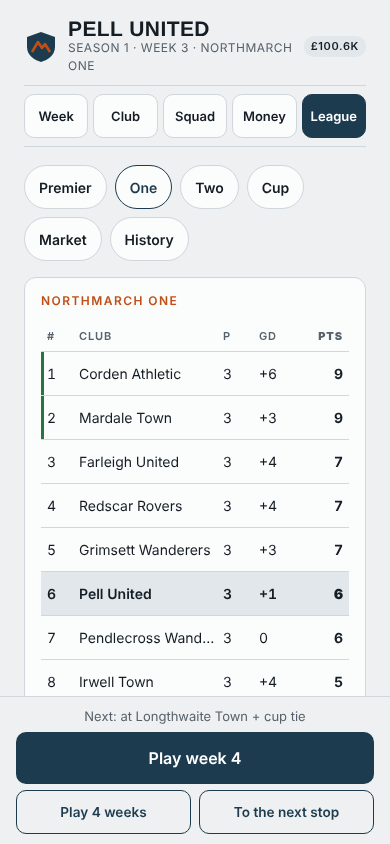 PELL UNITED
SEASON 1 · WEEK 3 · NORTHMARCH
ONE
£100.6K
Week Club Squad Money League
Premier One Two Cup
Market History
NORTHMARCH ONE
# CLUB P GD PTS
1 Corden Athletic 3 +6 9
2 Mardale Town 3 +3 9
3 Farleigh United 3 +4 7
4 Redscar Rovers 3 +4 7
5 Grimsett Wanderers 3 +3 7
6 Pell United 3 +1 6
7 Pendlecross Wand... 3 0 6
8 Irwell Town 3 +4 5
Next: at Longthwaite Town + cup tie
Play week 4
Play 4 weeks To the next stop